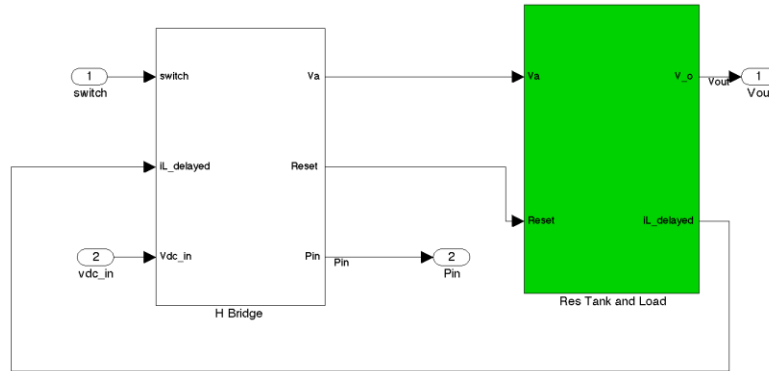 1
switch
switch
Va
Va
V_o
Vout
1
Vou
iL_delayed
Reset
Reset
iL_delayed
2
vdc_in
Vdc_in
Pin
Pin
2
Pin
H Bridge
Res Tank and Load